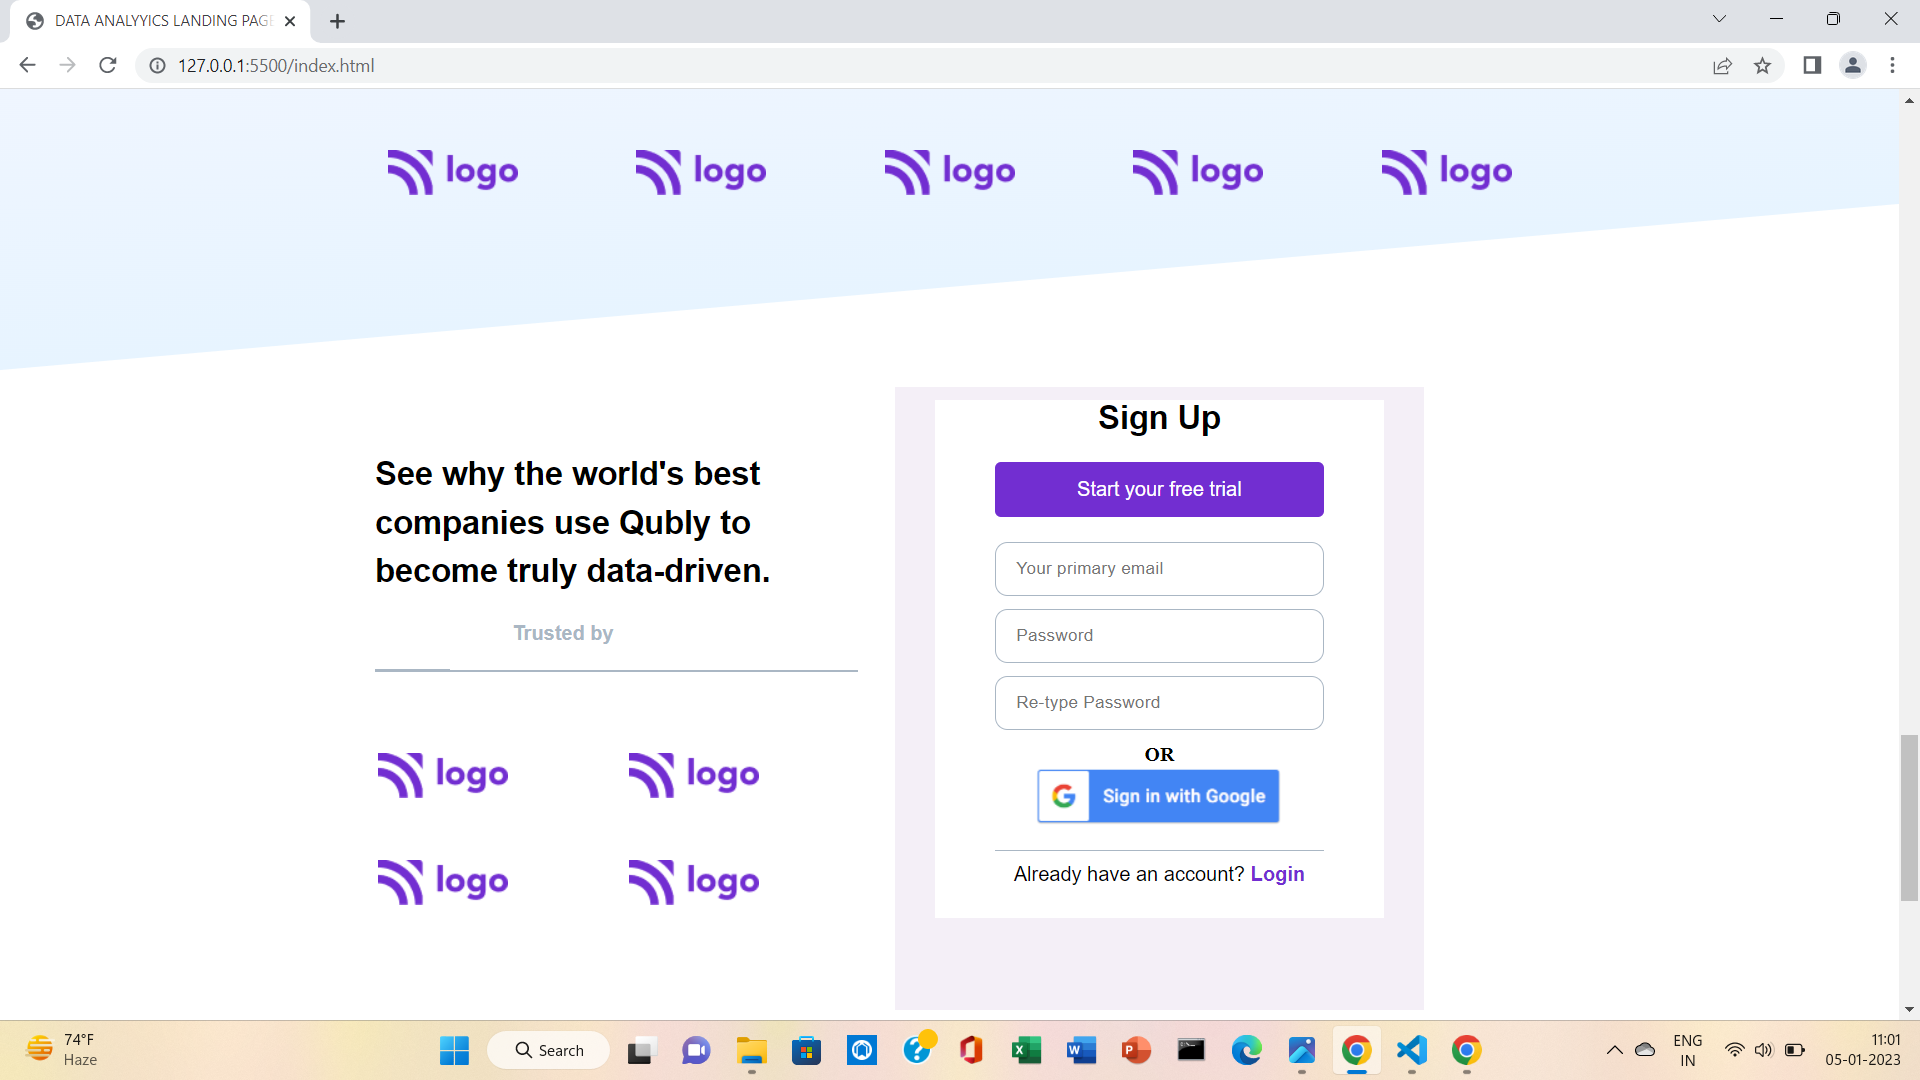 DATA ANALYYICS LANDING PAGE
127.0.0.1:5500/index.html
logo logo logo logo logo
See why the world's best
companies use Qubly to
become truly data-driven.
Trusted by
logo logo
logo logo
Sign Up
Start your free trial
Your primary email
Password
Re-type Password
OR
Sign in with Google
Already have an account? Login
74°F
Haze
Search
ENG
IN
11:01
05-01-2023